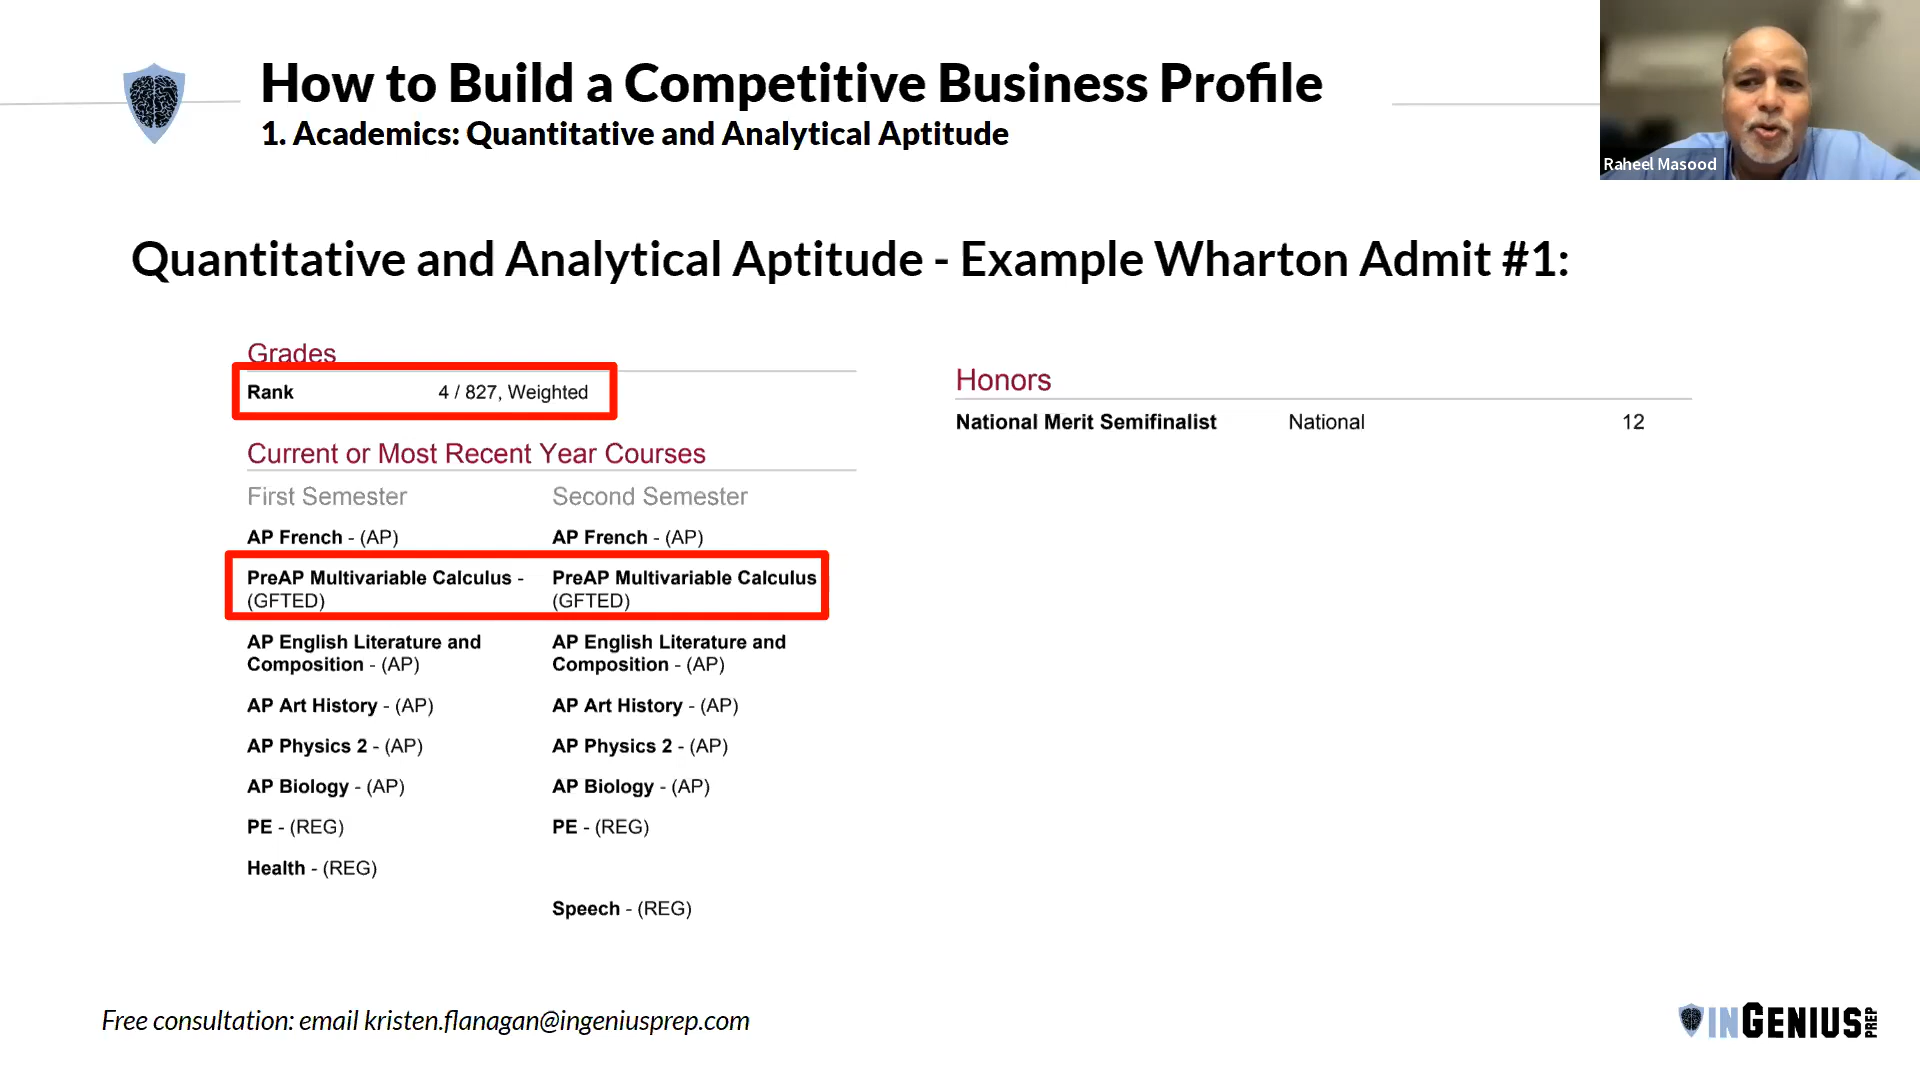 How to Build a Competitive Business Profile
1. Academics: Quantitative and Analytical Aptitude
Raheel Masood
Quantitative and Analytical Aptitude - Example Wharton Admit #1:
Grades
Rank 4 / 827, Weighted
Current or Most Recent Year Courses
First Semester Second Semester
AP French - (AP) AP French - (AP)
PreAP Multivariable Calculus - PreAP Multivariable Calculus
(GFTED) (GFTED)
AP English Literature and AP English Literature and
Composition - (AP) Composition - (AP)
AP Art History - (AP) AP Art History - (AP)
AP Physics 2 - (AP) AP Physics 2 - (AP)
AP Biology - (AP) AP Biology - (AP)
PE - (REG) PE - (REG)
Health - (REG)
Speech - (REG)
Honors
National Merit Semifinalist National 12
Free consultation: email kristen.flanagan@ingeniusprep.com
INGENIUS PREP